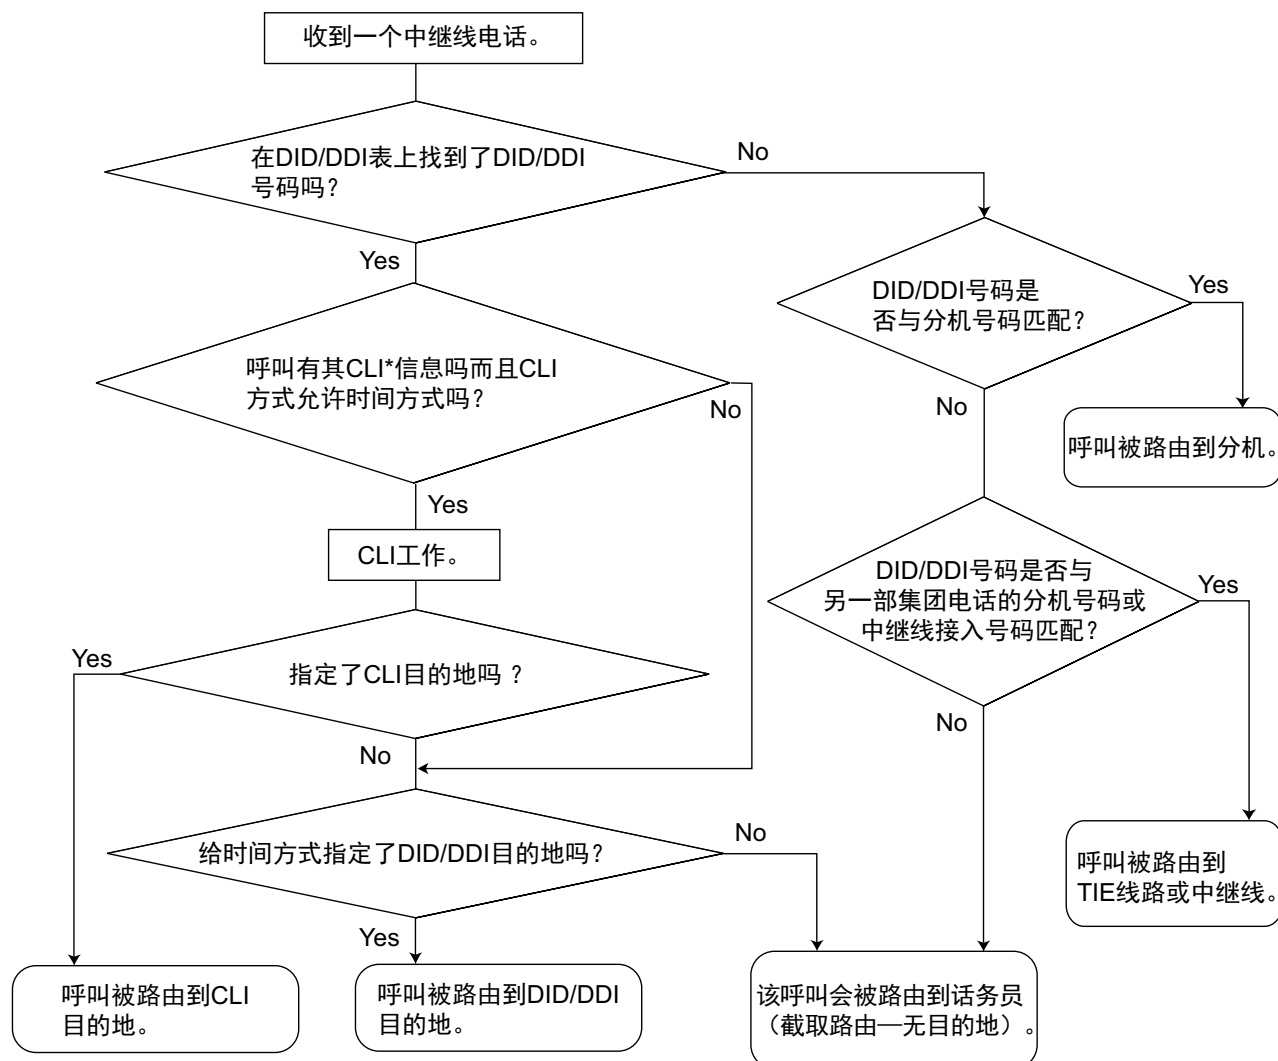 收到一个中继线电话。
在DID/DDI表上找到了DID/DDI
号码吗？
No
Yes
DID/DDI号码是
否与分机号码匹配？
Yes
呼叫有其CLI*信息吗而且CLI
方式允许时间方式吗？
No
No
呼叫被路由到分机。
Yes
CLI工作。
DID/DDI号码是否与
另一部集团电话的分机号码或
中继线接入号码匹配？
Yes
Yes
指定了CLI目的地吗 ？
No
No
给时间方式指定了DID/DDI目的地吗？
No
呼叫被路由到
TIE线路或中继线。
Yes
呼叫被路由到CLI
目的地。
呼叫被路由到DID/DDI
目的地。
该呼叫会被路由到话务员
（截取路由—无目的地）。